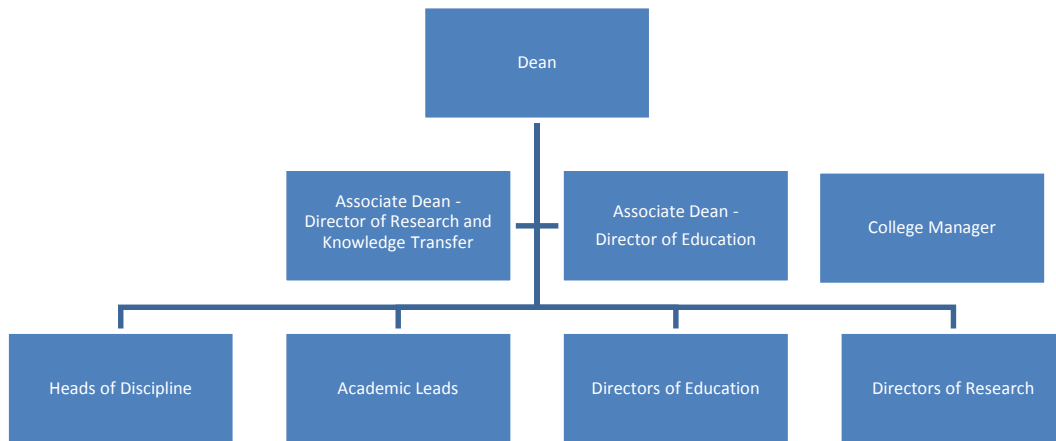 Dean
Associate Dean -
Director of Research and
Knowledge Transfer
Associate Dean -
Director of Education
College Manager
Heads of Discipline
Academic Leads
Directors of Education
Directors of Research